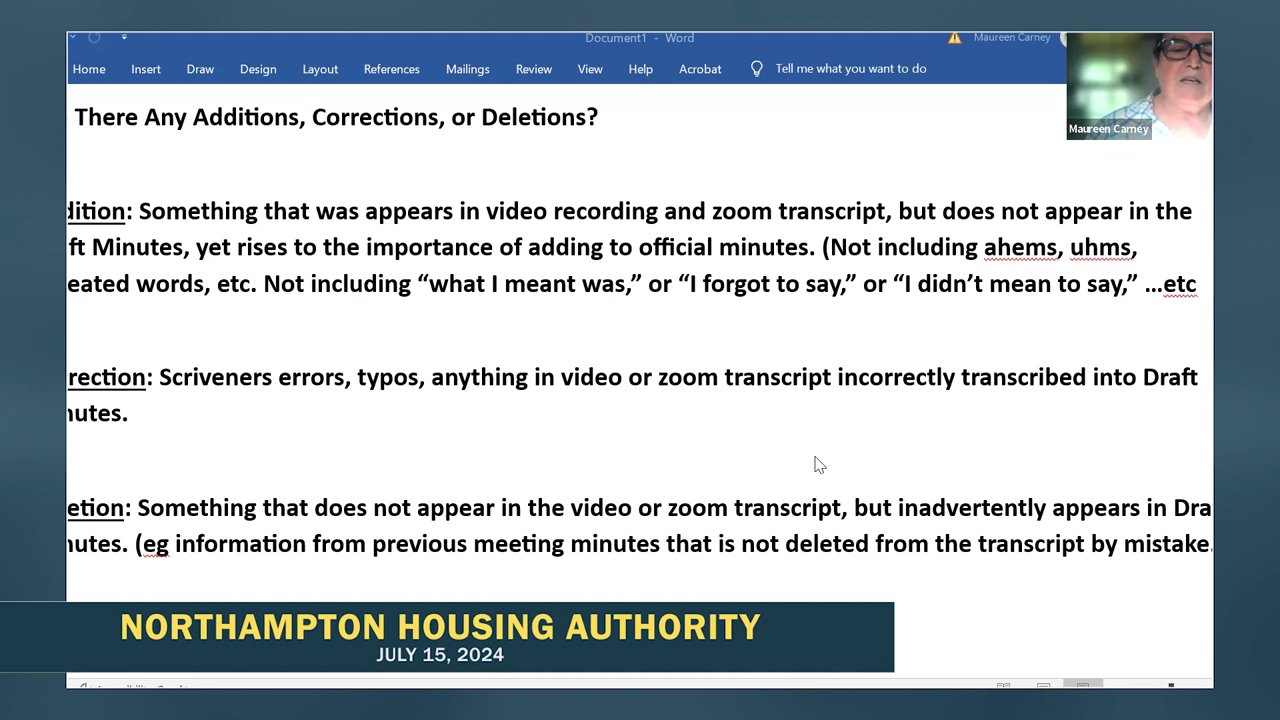 Document1 - Word
Maureen Carney
Home Insert Draw Design Layout References Mailings Review View Help Acrobat Tell me what you want to do
Maureen Carney
There Any Additions, Corrections, or Deletions?
dition: Something that was appears in video recording and zoom transcript, but does not appear in the
ft Minutes, yet rises to the importance of adding to official minutes. (Not including ahems, uhms,
eated words, etc. Not including “what I meant was,” or “I forgot to say,” or “I didn’t mean to say,” …etc
rection: Scriveners errors, typos, anything in video or zoom transcript incorrectly transcribed into Draft
nutes.
etion: Something that does not appear in the video or zoom transcript, but inadvertently appears in Dra
nutes. (eg information from previous meeting minutes that is not deleted from the transcript by mistake.
NORTHAMPTON HOUSING AUTHORITY
JULY 15, 2024